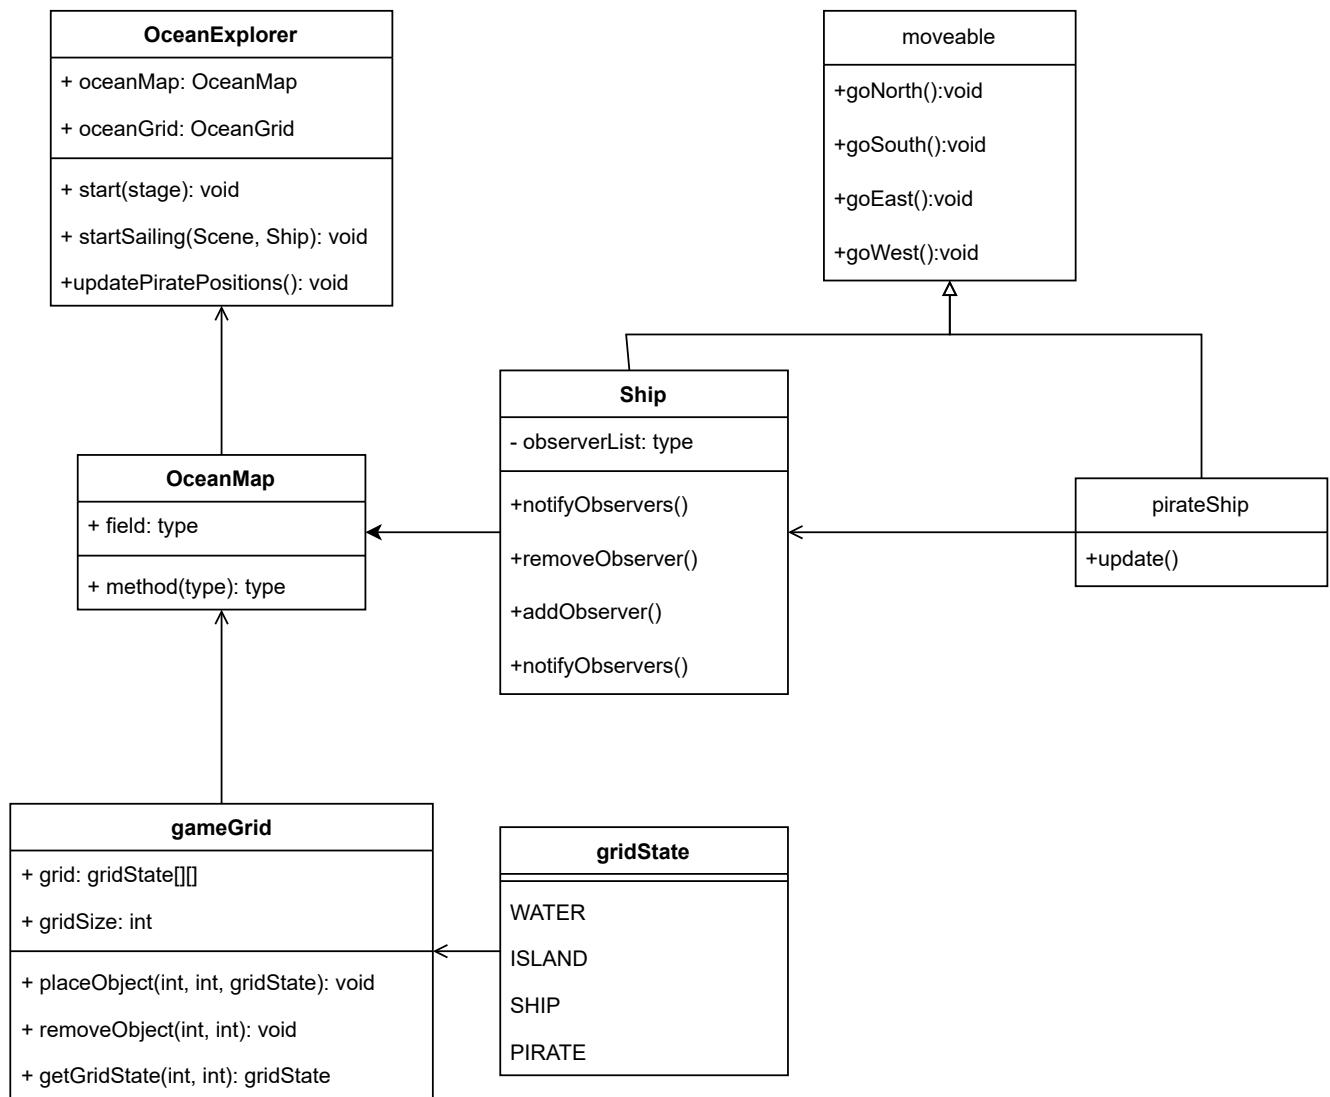 OceanExplorer
+ oceanMap: OceanMap
+ oceanGrid: OceanGrid
+ start(stage): void
+ startSailing(Scene, Ship): void
+updatePiratePositions(): void
moveable
+goNorth():void
+goSouth():void
+goEast():void
+goWest():void
Ship
- observerList: type
+notifyObservers()
+removeObserver()
+addObserver()
+notifyObservers()
OceanMap
+ field: type
+ method(type): type
pirateShip
+update()
gameGrid
+ grid: gridState[][]
+ gridSize: int
+ placeObject(int, int, gridState): void
+ removeObject(int, int): void
+ getGridState(int, int): gridState
gridState
WATER
ISLAND
SHIP
PIRATE